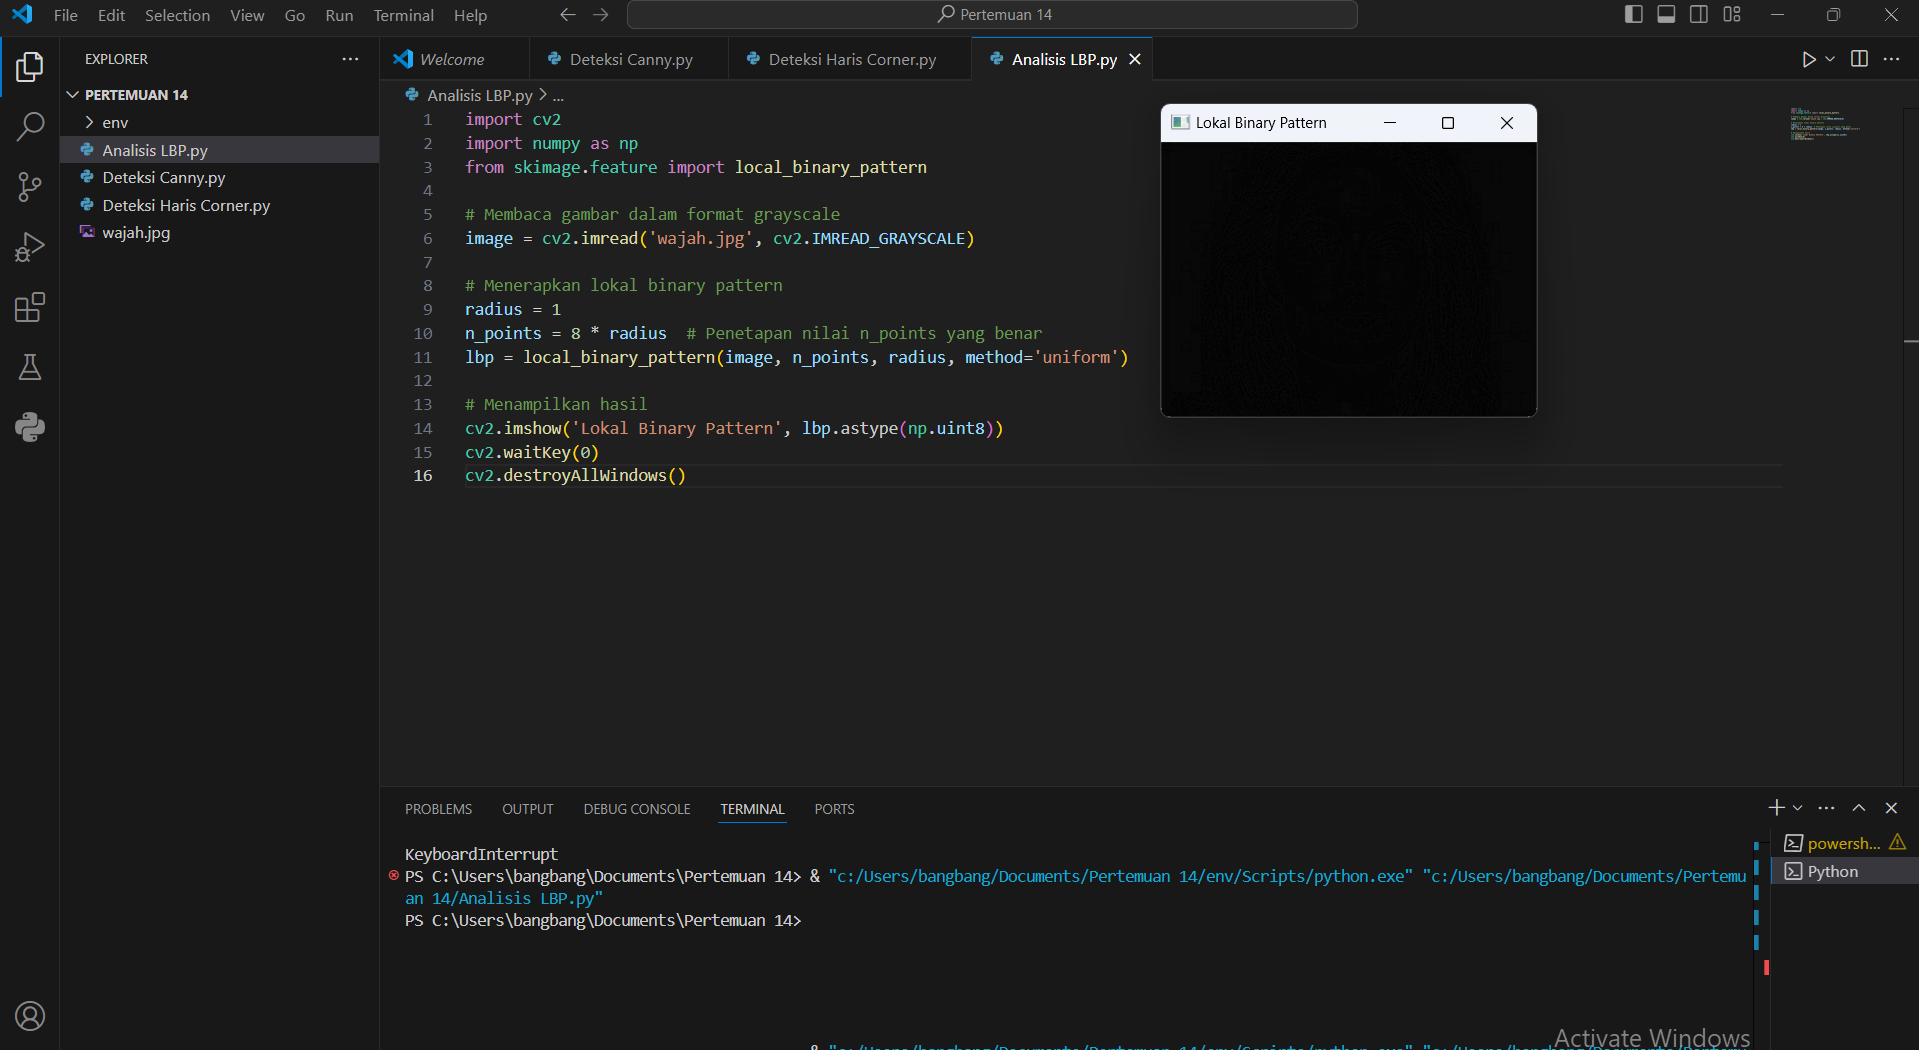 File Edit Selection View Go Run Terminal Help
Pertemuan 14
EXPLORER
PERTEMUAN 14
env
Analisis LBP.py
Deteksi Canny.py
Deteksi Haris Corner.py
wajah.jpg
Welcome
Deteksi Canny.py
Deteksi Haris Corner.py
Analisis LBP.py
Analisis LBP.py > ...
1 import cv2
2 import numpy as np
3 from skimage.feature import local_binary_pattern
4
5 # Membaca gambar dalam format grayscale
6 image = cv2.imread('wajah.jpg', cv2.IMREAD_GRAYSCALE)
7
8 # Menerapkan lokal binary pattern
9 radius = 1
10 n_points = 8 * radius  # Penetapan nilai n_points yang benar
11 lbp = local_binary_pattern(image, n_points, radius, method='uniform')
12
13 # Menampilkan hasil
14 cv2.imshow('Lokal Binary Pattern', lbp.astype(np.uint8))
15 cv2.waitKey(0)
16 cv2.destroyAllWindows()
Lokal Binary Pattern
PROBLEMS OUTPUT DEBUG CONSOLE TERMINAL PORTS
KeyboardInterrupt
PS C:\Users\bangbang\Documents\Pertemuan 14> & "c:/Users/bangbang/Documents/Pertemuan 14/env/Scripts/python.exe" "c:/Users/bangbang/Documents/Pertemu
an 14/Analisis LBP.py"
PS C:\Users\bangbang\Documents\Pertemuan 14>
powersh...
Python
Activate Windows